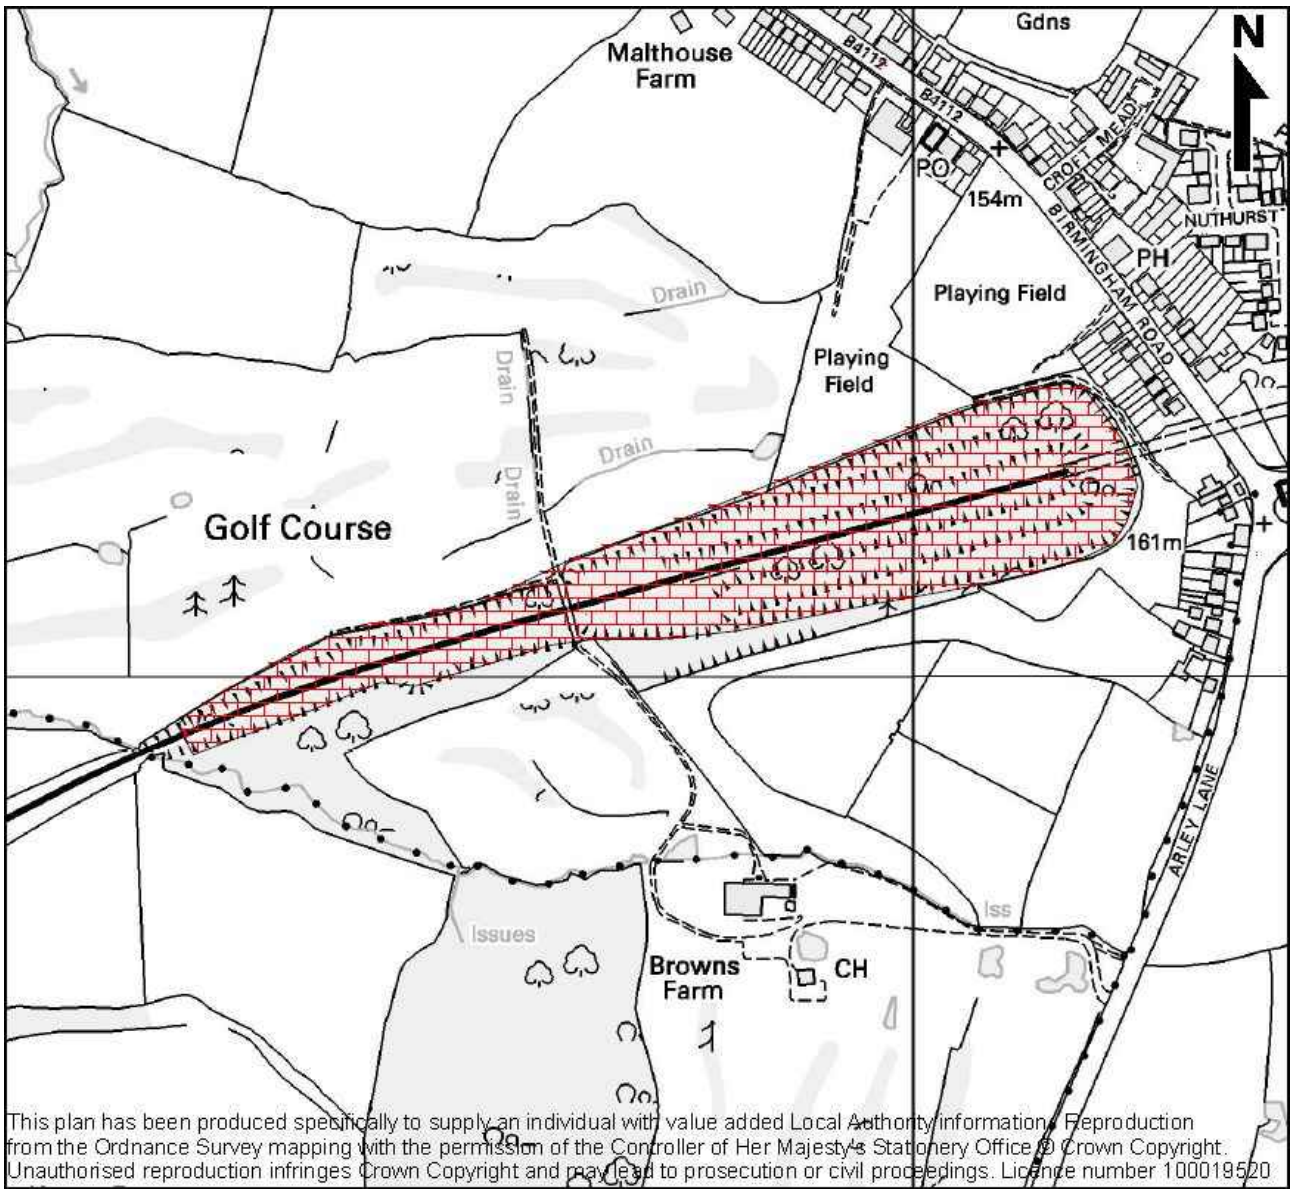 Gdns
N
Malthouse
Farm
B4112
B4112
CROFT MEAD
PO
154m
NUTHURST
BIRMINGHAM ROAD
PH
Drain
Playing Field
Playing
Field
Drain
Drain
Drain
Golf Course
161m
ARLEY LANE
Iss
Issues
Browns
Farm
CH
This plan has been produced specifically to supply an individual with value added Local Authority information. Reproduction
from the Ordnance Survey mapping with the permission of the Controller of Her Majesty's Stationery Office © Crown Copyright.
Unauthorised reproduction infringes Crown Copyright and may lead to prosecution or civil proceedings. Licence number 100019520